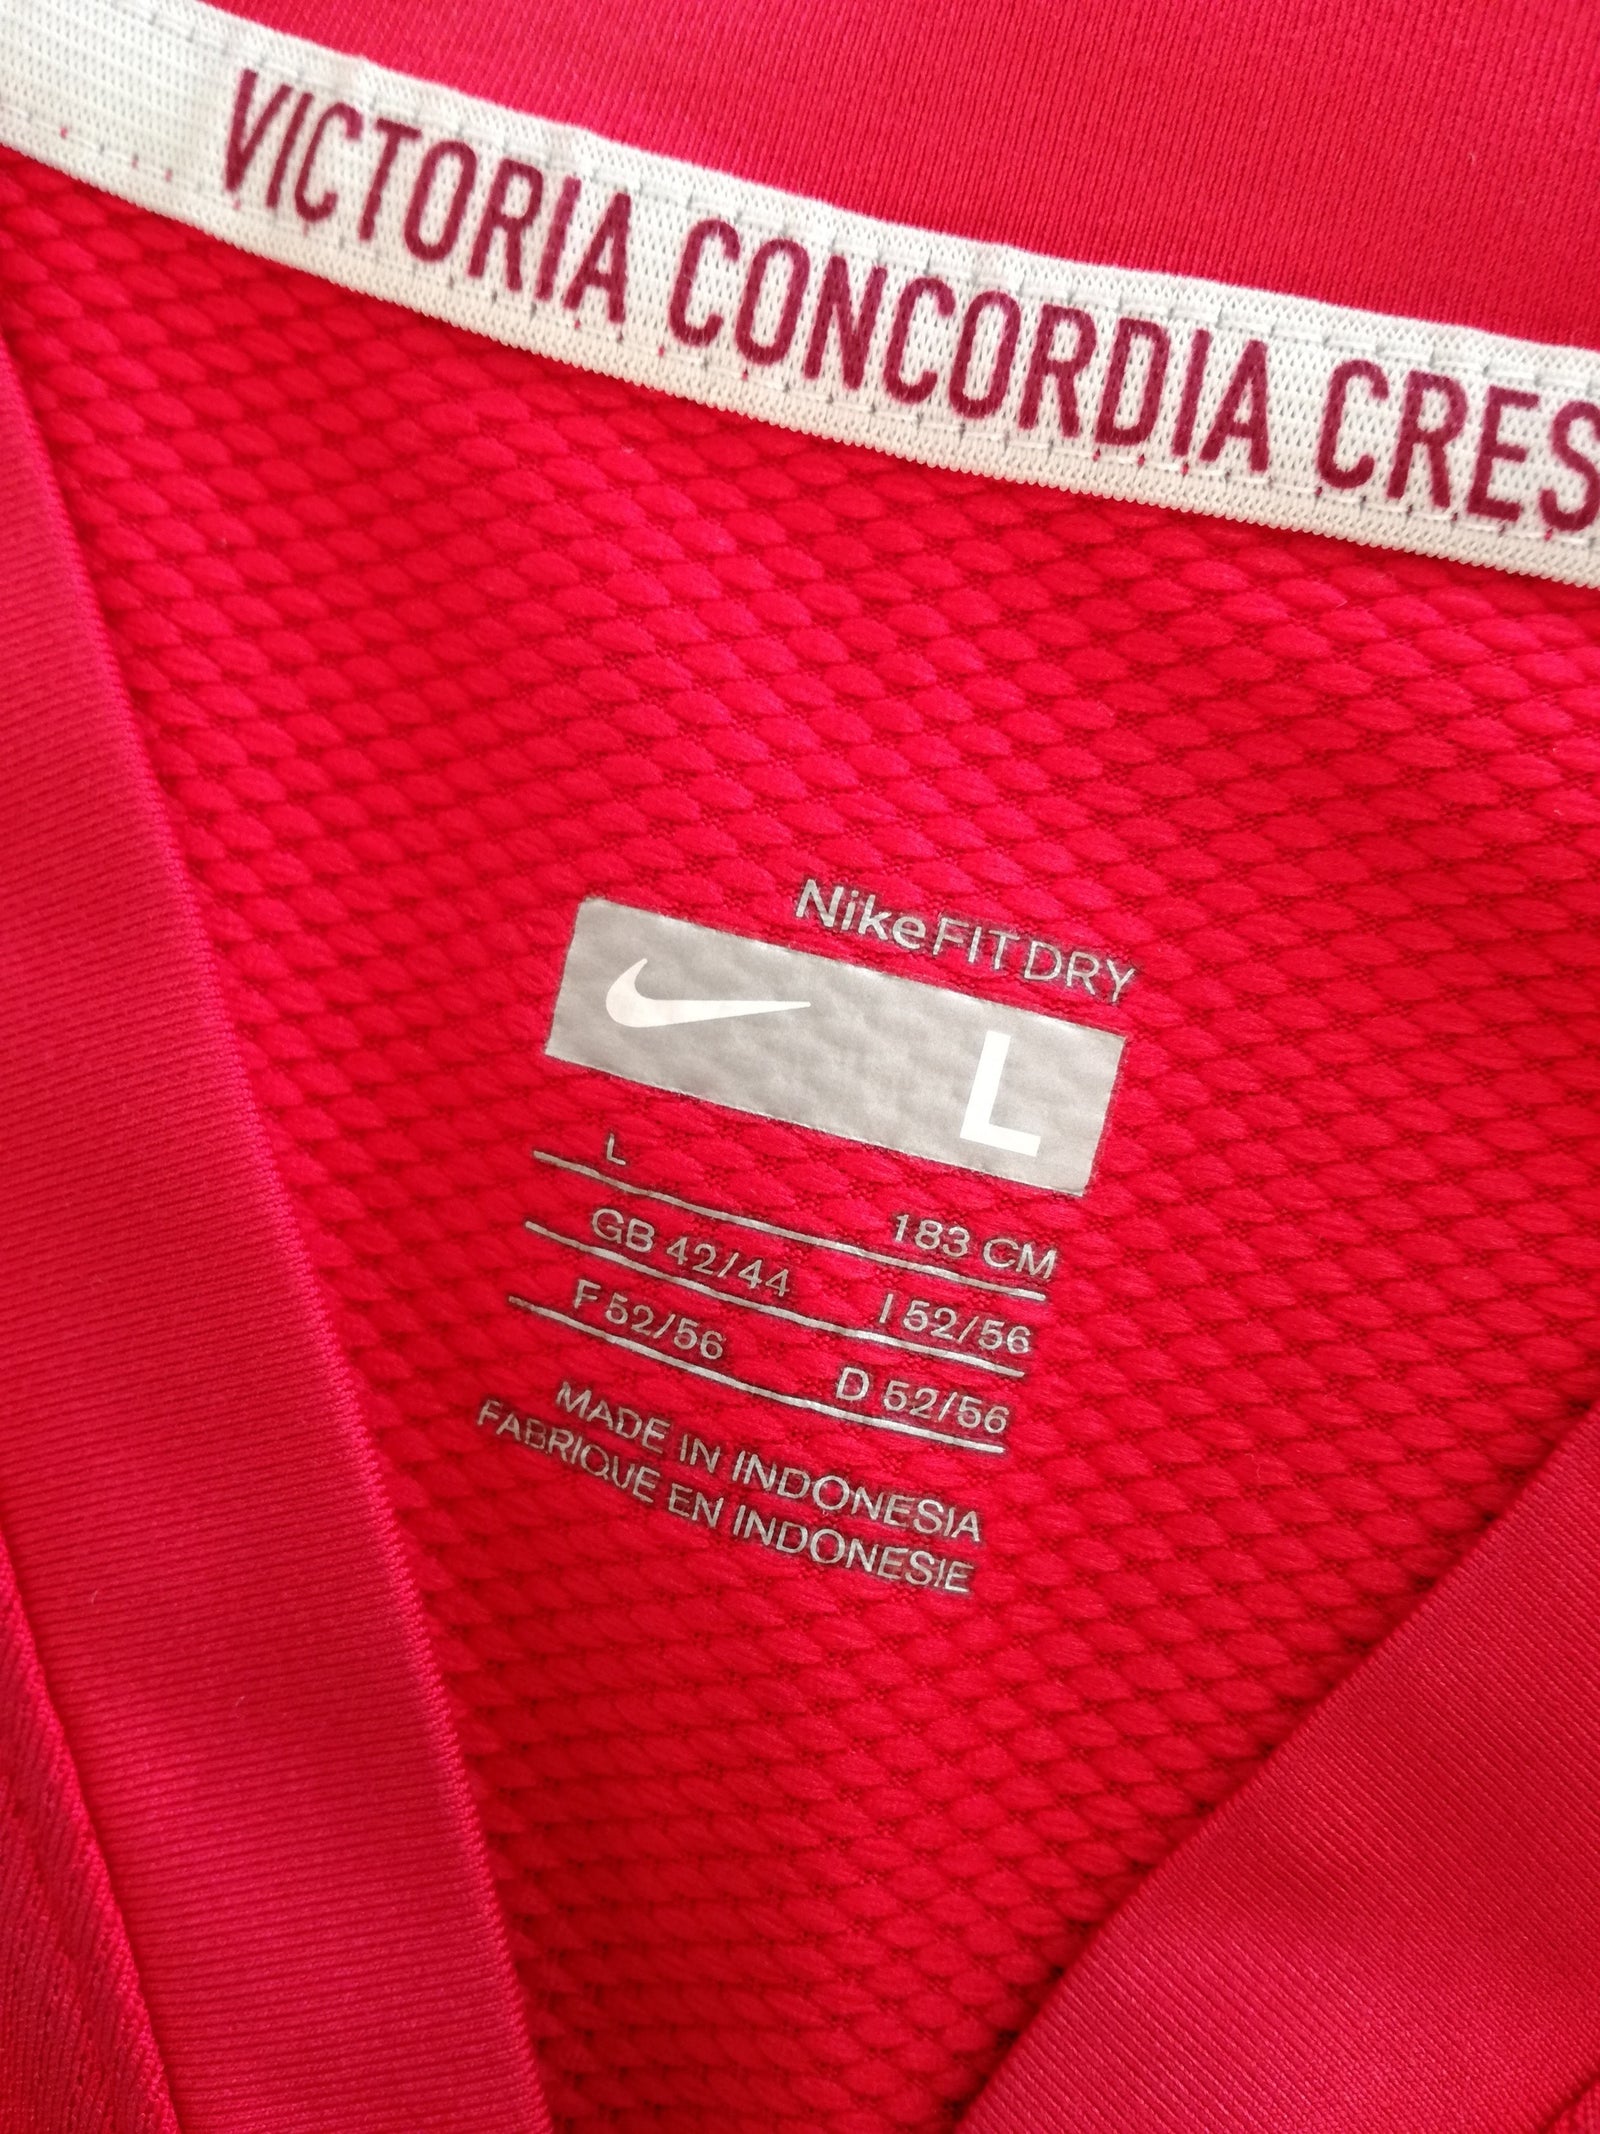 VICTORIA CONCORDIA CRES
NikeFIT DRY
L
L 183 CM
GB 42/44 I 52/56
F 52/56 D 52/56
MADE IN INDONESIA
FABRIQUE EN INDONESIE